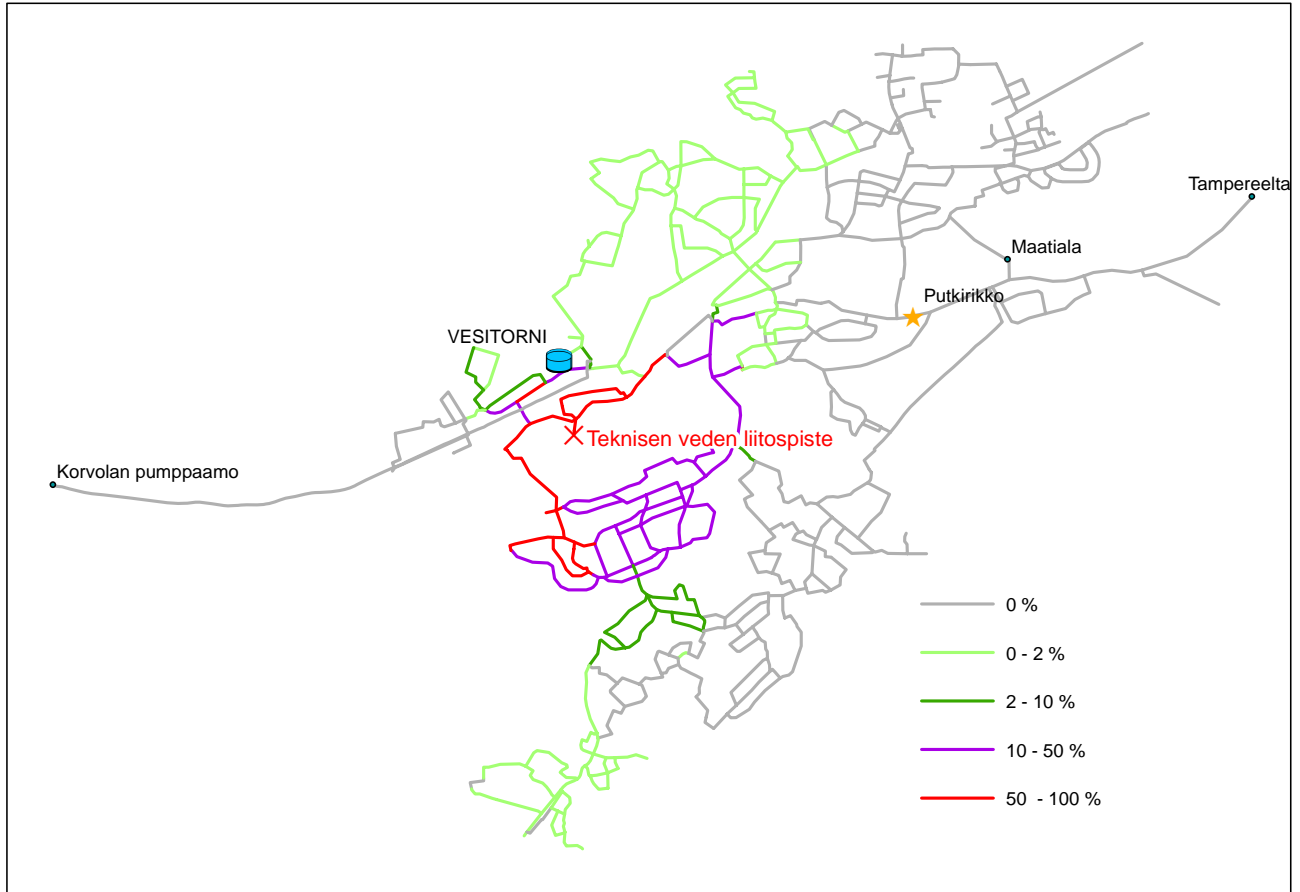 Tampereelta
Maatiala
Putkirikko
VESITORNI
Teknisen veden liitospiste
Korvolan pumppaamo
0 %
0 - 2 %
2 - 10 %
10 - 50 %
50 - 100 %